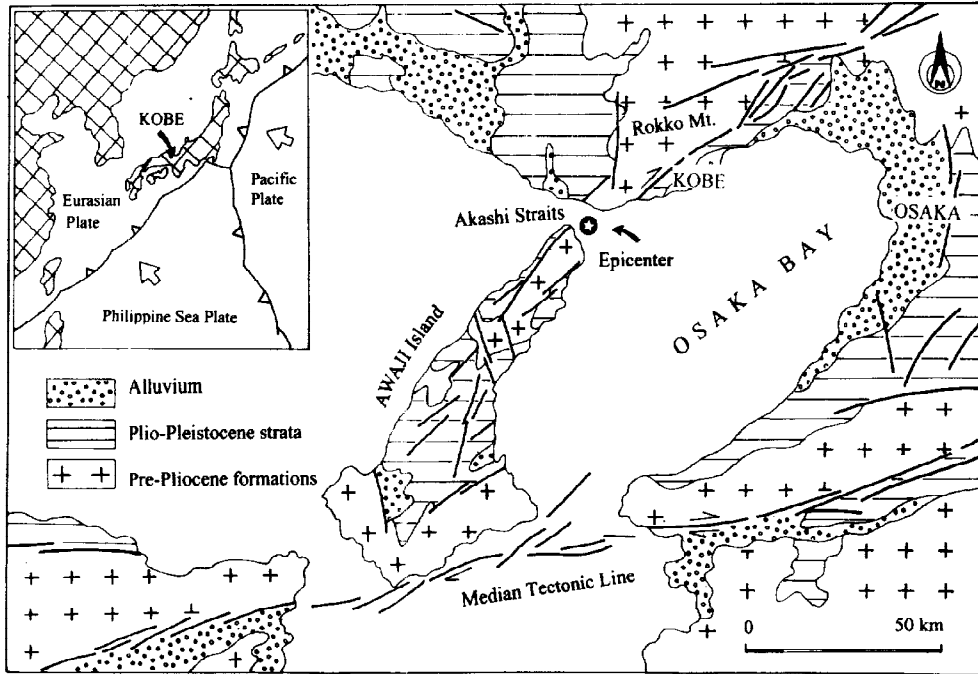 KOBE
Eurasian
Plate
Pacific
Plate
Philippine Sea Plate
N
Rokko Mt.
KOBE
Akashi Straits
Epicenter
OSAKA
OSAKA BAY
AWAJI Island
Alluvium
Plio-Pleistocene strata
Pre-Pliocene formations
Median Tectonic Line
0 50 km